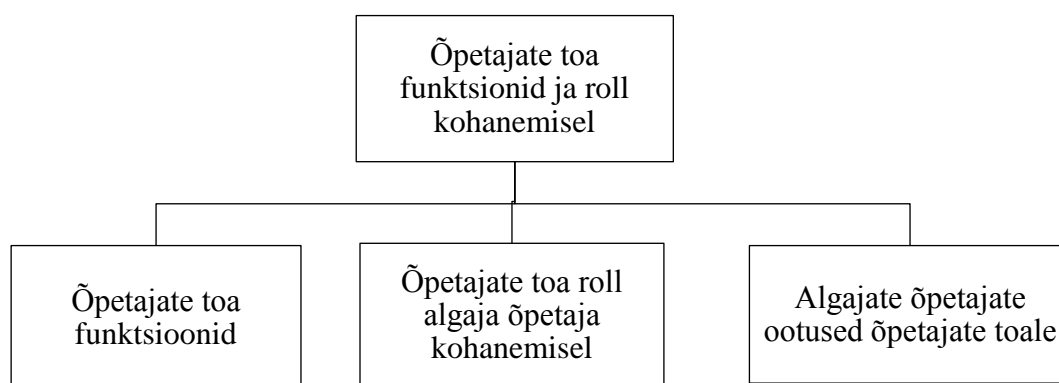 Õpetajate toa
funktsionid ja roll
kohanemisel
Õpetajate toa
funktsioonid
Õpetajate toa roll
algaja õpetaja
kohanemisel
Algajate õpetajate
ootused õpetajate toale